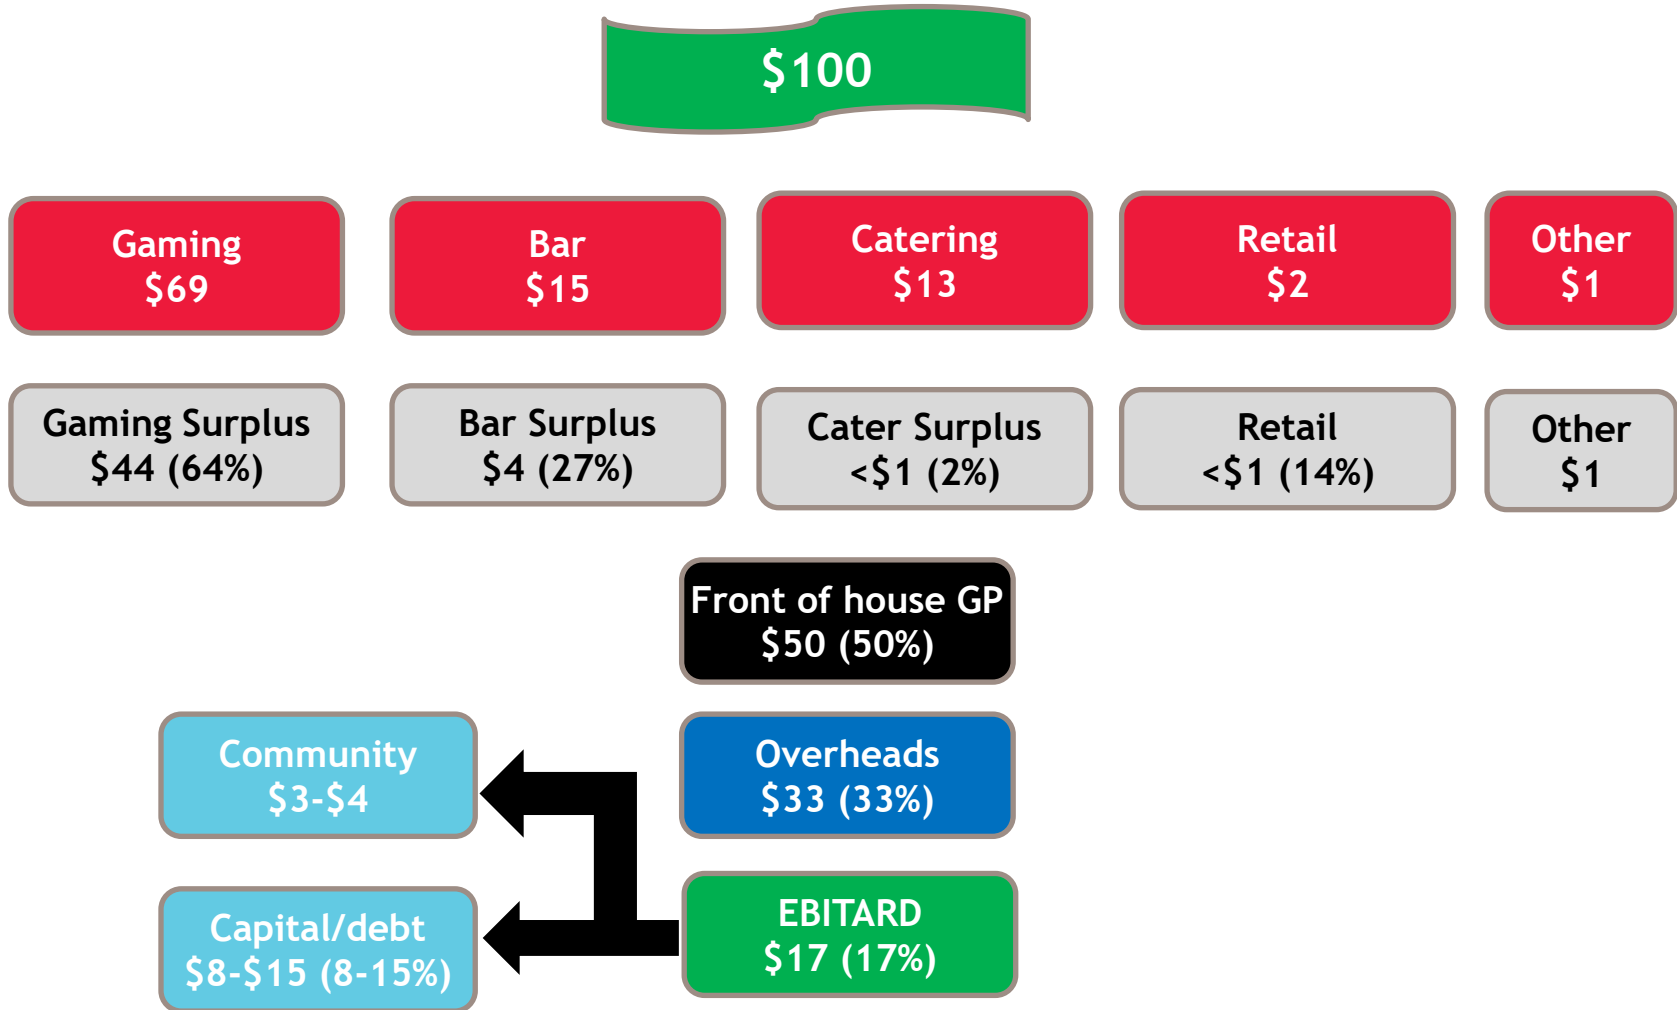 $100
Gaming
$69
Bar
$15
Catering
$13
Retail
$2
Other
$1
Gaming Surplus
$44 (64%)
Bar Surplus
$4 (27%)
Cater Surplus
<$1 (2%)
Retail
<$1 (14%)
Other
$1
Front of house GP
$50 (50%)
Community
$3-$4
Overheads
$33 (33%)
Capital/debt
$8-$15 (8-15%)
EBITARD
$17 (17%)